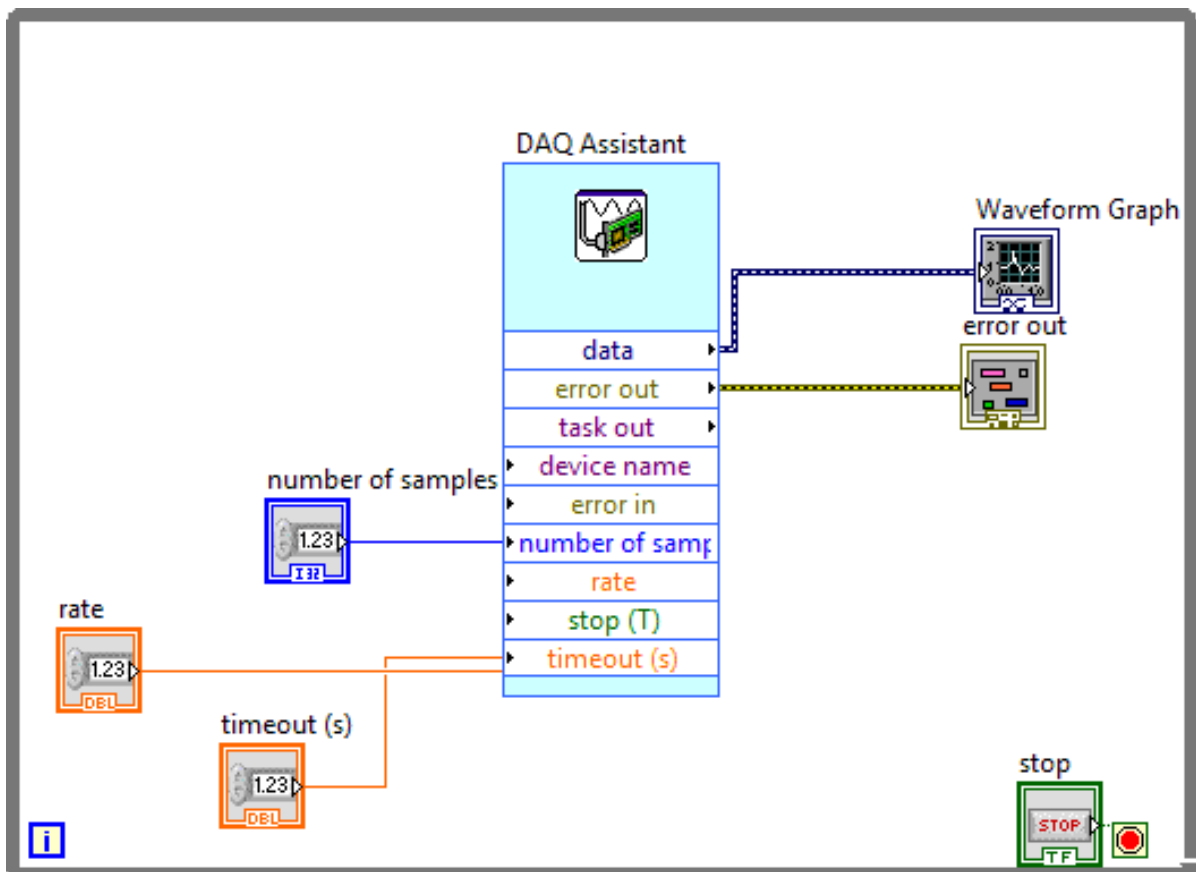 DAQ Assistant
Waveform Graph
data
error out
error out
task out
device name
number of samples
error in
1.23
I32
number of samp
rate
rate
stop (T)
1.23
DBL
timeout (s)
timeout (s)
1.23
DBL
stop
STOP
TF
i